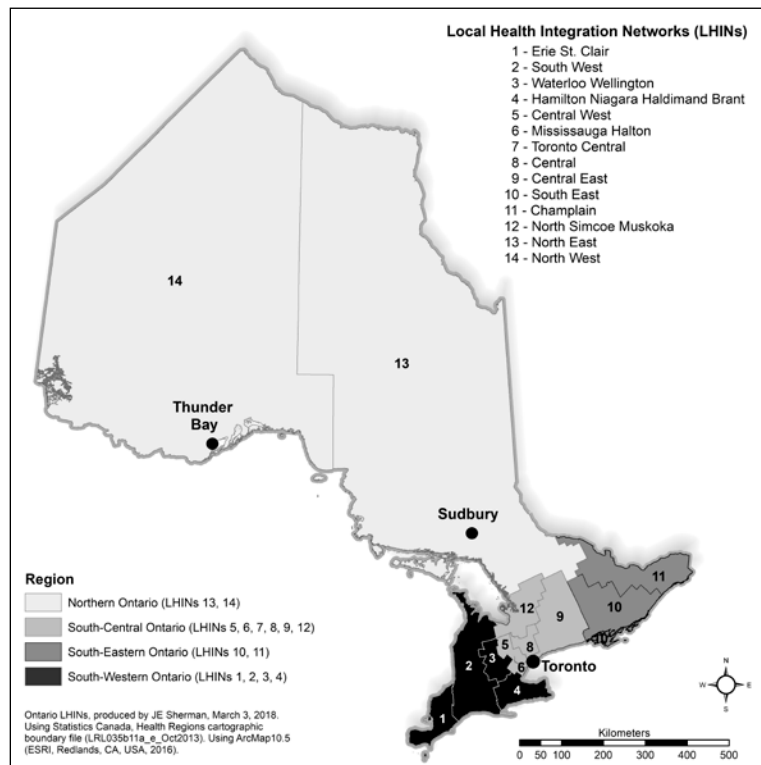 Local Health Integration Networks (LHINs)
1 - Erie St. Clair
2 - South West
3 - Waterloo Wellington
4 - Hamilton Niagara Haldimand Brant
5 - Central West
6 - Mississauga Halton
7 - Toronto Central
8 - Central
9 - Central East
10 - South East
11 - Champlain
12 - North Simcoe Muskoka
13 - North East
14 - North West
14
13
Thunder
Bay
Sudbury
11
10
12
9
5
8
3
2
6
Toronto
4
1
Region
Northern Ontario (LHINs 13, 14)
South-Central Ontario (LHINs 5, 6, 7, 8, 9, 12)
South-Eastern Ontario (LHINs 10, 11)
South-Western Ontario (LHINs 1, 2, 3, 4)
Ontario LHINs, produced by JE Sherman, March 3, 2018.
Using Statistics Canada, Health Regions cartographic
boundary file (LRL035b11a_e_Oct2013). Using ArcMap10.5
(ESRI, Redlands, CA, USA, 2016).
N
W E
S
Kilometers
0 50 100 200 300 400 500